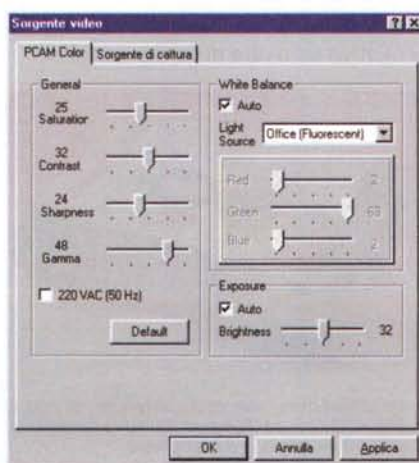 Sorgente video
PCAM Color
Sorgente di cattura
General
25
Saturation
32
Contrast
24
Sharpness
48
Gamma
220 VAC (50 Hz)
Default
White Balance
Auto
Light Source
Office (Fluorescent)
Red 2
Green 63
Blue 2
Exposure
Auto
Brightness 32
OK
Annulla
Applica